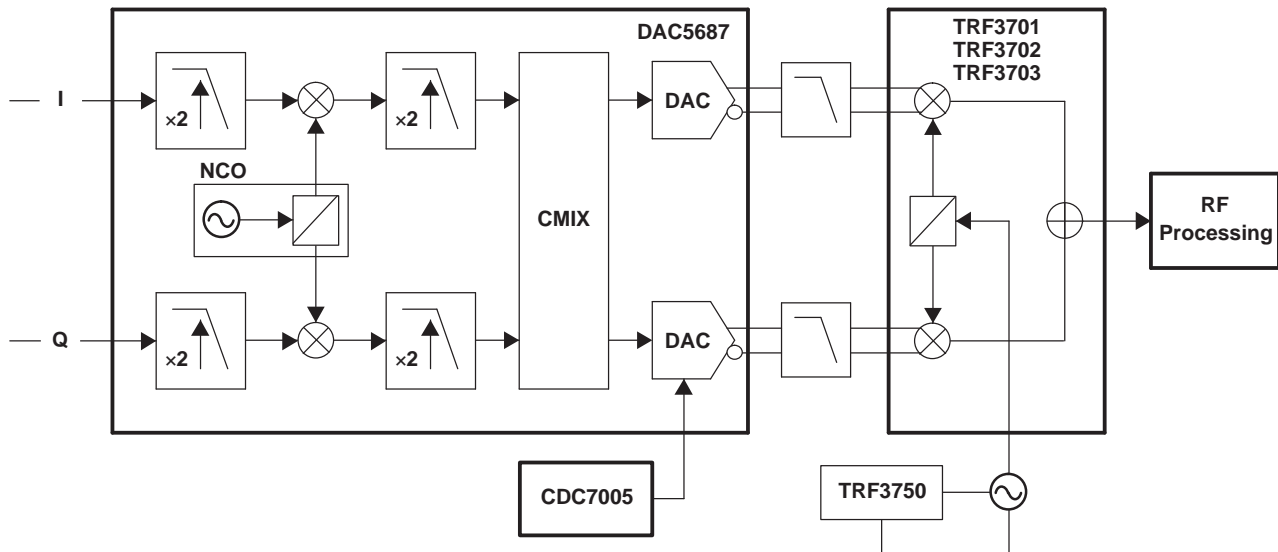 DAC5687
TRF3701
TRF3702
TRF3703
I
×2
×2
DAC
NCO
CMIX
RF
Processing
Q
×2
×2
DAC
CDC7005
TRF3750